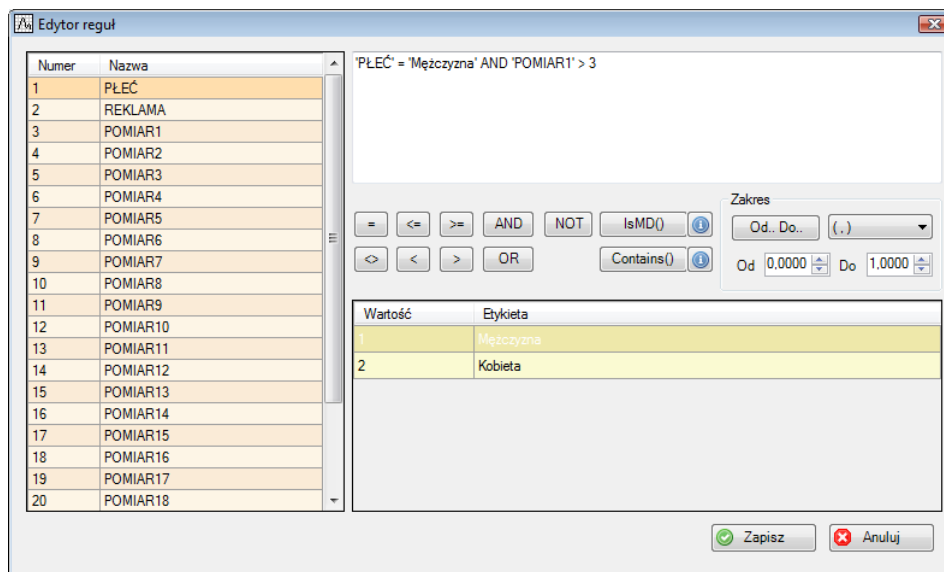 Edytor reguł
Numer Nazwa
1 PŁEĆ
2 REKLAMA
3 POMIAR1
4 POMIAR2
5 POMIAR3
6 POMIAR4
7 POMIAR5
8 POMIAR6
9 POMIAR7
10 POMIAR8
11 POMIAR9
12 POMIAR10
13 POMIAR11
14 POMIAR12
15 POMIAR13
16 POMIAR14
17 POMIAR15
18 POMIAR16
19 POMIAR17
20 POMIAR18
'PŁEĆ' = 'Mężczyzna' AND 'POMIAR1' > 3
= <= >= AND NOT IsMD()
<> < > OR Contains()
Zakres
Od.. Do.. ( , )
Od 0,0000 Do 1,0000
Wartość Etykieta
1 Mężczyzna
2 Kobieta
Zapisz Anuluj